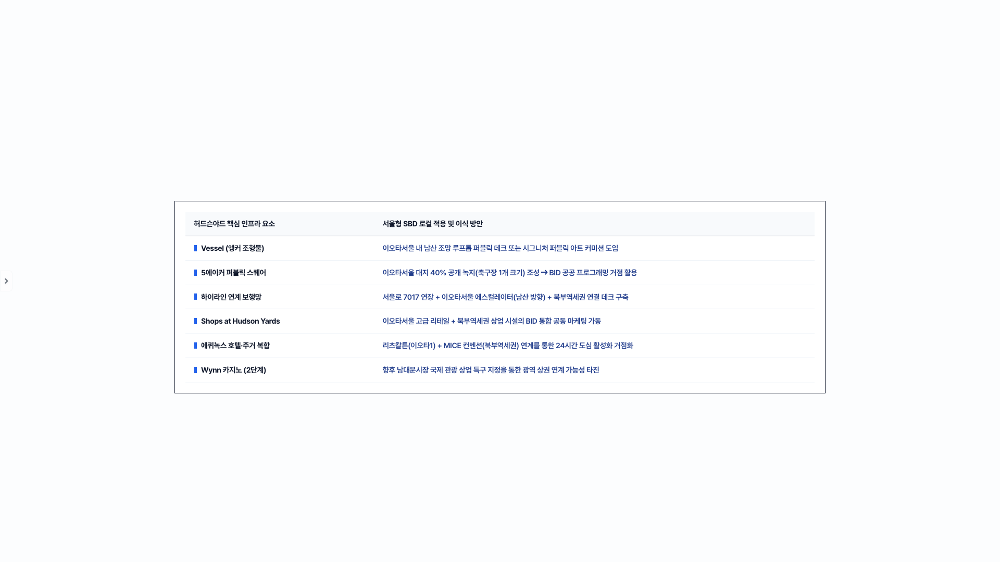 허드슨야드 핵심 인프라 요소
서울형 SBD 로컬 적용 및 이식 방안
Vessel (앵커 조형물)
이오타서울 내 남산 조망 루프톱 퍼블릭 데크 또는 시그니처 퍼블릭 아트 커미션 도입
5에이커 퍼블릭 스퀘어
이오타서울 대지 40% 공개 녹지(축구장 1개 크기) 조성 → BID 공공 프로그래밍 거점 활용
하이라인 연계 보행망
서울로 7017 연장 + 이오타서울 에스컬레이터(남산 방향) + 북부역세권 연결 데크 구축
Shops at Hudson Yards
이오타서울 고급 리테일 + 북부역세권 상업 시설의 BID 통합 공동 마케팅 가동
에퀴녹스 호텔·주거 복합
리츠칼튼(이오타1) + MICE 컨벤션(북부역세권) 연계를 통한 24시간 도심 활성화 거점화
Wynn 카지노 (2단계)
향후 남대문시장 국제 관광 상업 특구 지정을 통한 광역 상권 연계 가능성 타진